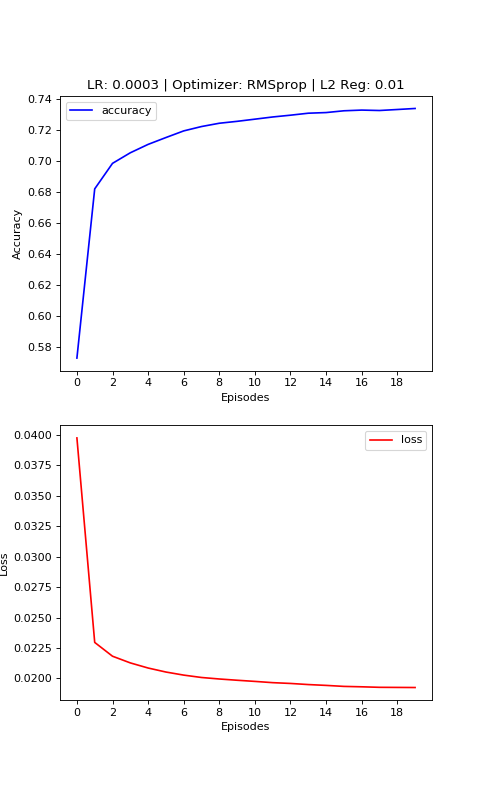 LR: 0.0003 | Optimizer: RMSprop | L2 Reg: 0.01
accuracy
0.74
0.72
0.70
0.68
0.66
0.64
0.62
0.60
0.58
Accuracy
0 2 4 6 8 10 12 14 16 18
Episodes
loss
0.0400
0.0375
0.0350
0.0325
0.0300
0.0275
0.0250
0.0225
0.0200
Loss
0 2 4 6 8 10 12 14 16 18
Episodes